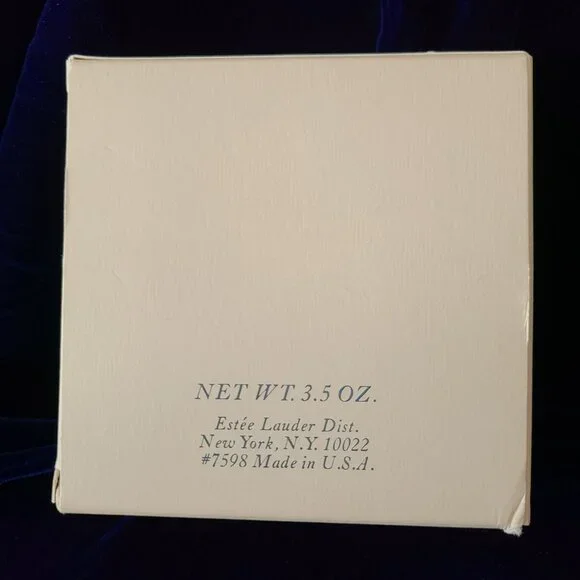 NET WT. 3.5 OZ.
Estée Lauder Dist.
New York, N.Y. 10022
#7598 Made in U.S.A.